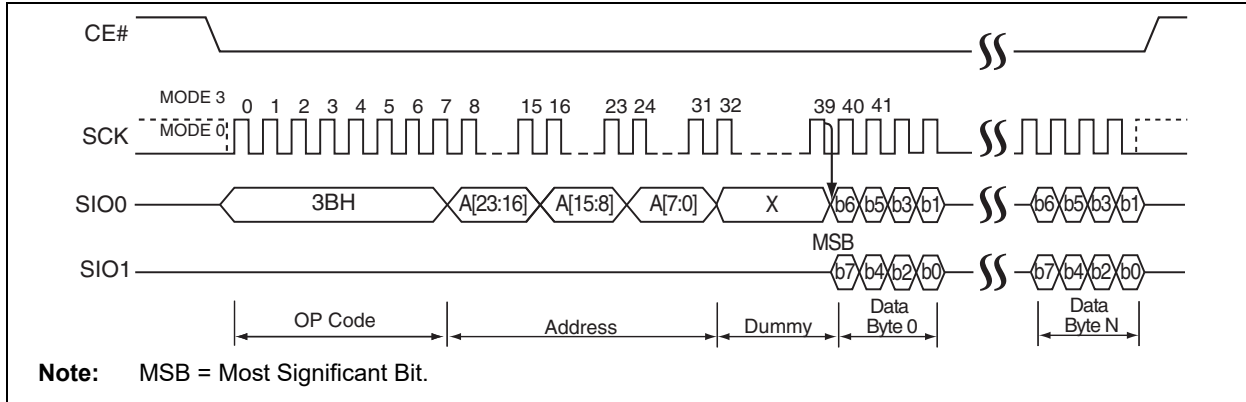 CE#
MODE 3
0 1 2 3 4 5 6 7 8 15 16 23 24 31 32 39 40 41
SCK
MODE 0
SIO0 3BH A[23:16] A[15:8] A[7:0] X b6 b5 b3 b1 b6 b5 b3 b1
MSB
SIO1 b7 b4 b2 b0 b7 b4 b2 b0
OP Code Address Dummy Data Byte 0 Data Byte N
Note: MSB = Most Significant Bit.